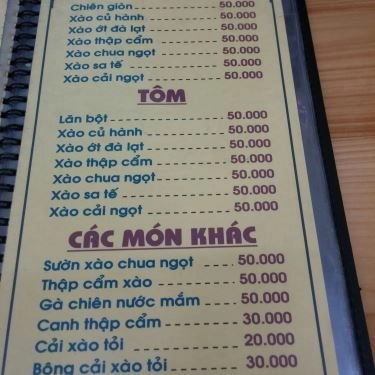 Chiên giòn 50.000
Xào củ hành 50.000
Xào ớt đà lạt 50.000
Xào thập cẩm 50.000
Xào chua ngọt 50.000
Xào sa tế 50.000
Xào cải ngọt 50.000
TÔM
Lăn bột 50.000
Xào củ hành 50.000
Xào ớt đà lạt 50.000
Xào thập cẩm 50.000
Xào chua ngọt 50.000
Xào sa tế 50.000
Xào cải ngọt 50.000
CÁC MÓN KHÁC
Sườn xào chua ngọt 50.000
Thập cẩm xào 50.000
Gà chiên nước mắm 50.000
Canh thập cẩm 30.000
Cải xào tỏi 20.000
Bông cải xào tỏi 30.000